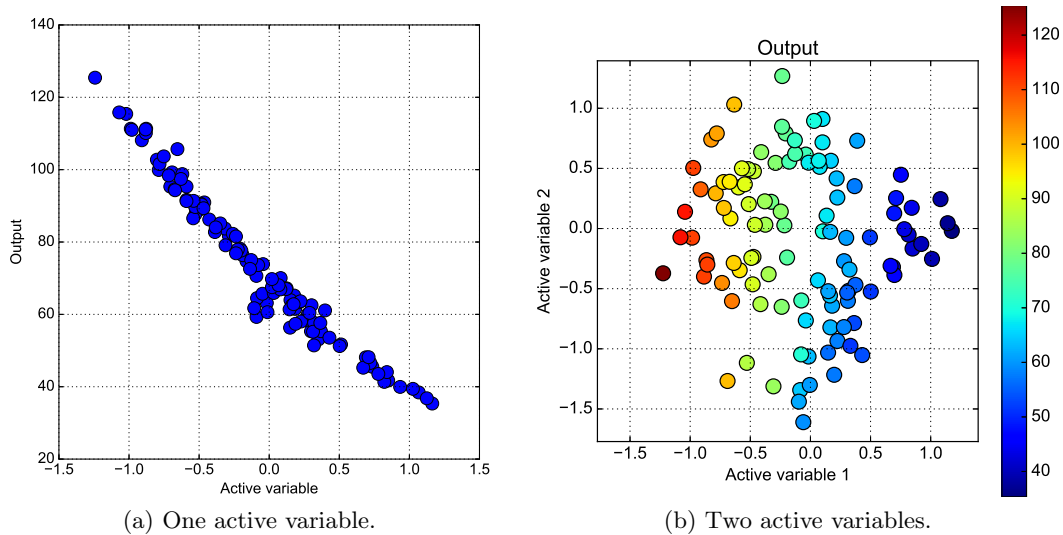 140
120
100
80
60
40
20
−1.5 −1.0 −0.5 0.0 0.5 1.0 1.5
Output
Active variable
(a) One active variable.
Output
1.0
0.5
0.0
−0.5
−1.0
−1.5
−1.5 −1.0 −0.5 0.0 0.5 1.0
Active variable 2
Active variable 1
120
110
100
90
80
70
60
50
40
(b) Two active variables.